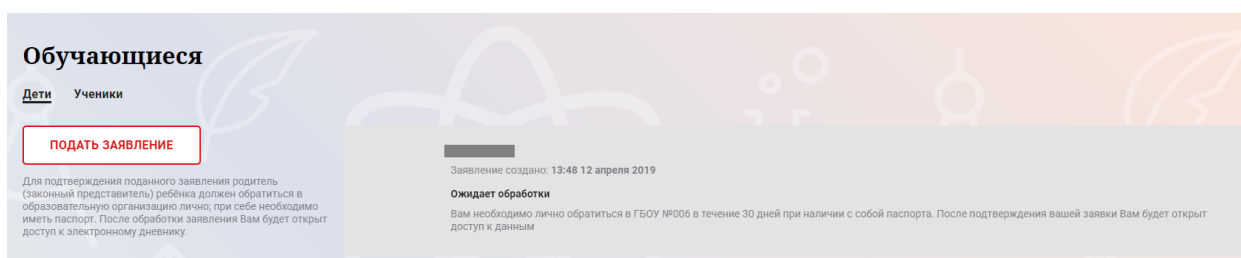 Обучающиеся
Дети Ученики
ПОДАТЬ ЗАЯВЛЕНИЕ
Для подтверждения поданного заявления родитель
(законный представитель) ребёнка должен обратиться в
образовательную организацию лично; при себе необходимо
иметь паспорт. После обработки заявления Вам будет открыт
доступ к электронному дневнику.
Заявление создано: 13:48 12 апреля 2019
Ожидает обработки
Вам необходимо лично обратиться в ГБОУ №006 в течение 30 дней при наличии с собой паспорта. После подтверждения вашей заявки Вам будет открыт
доступ к данным